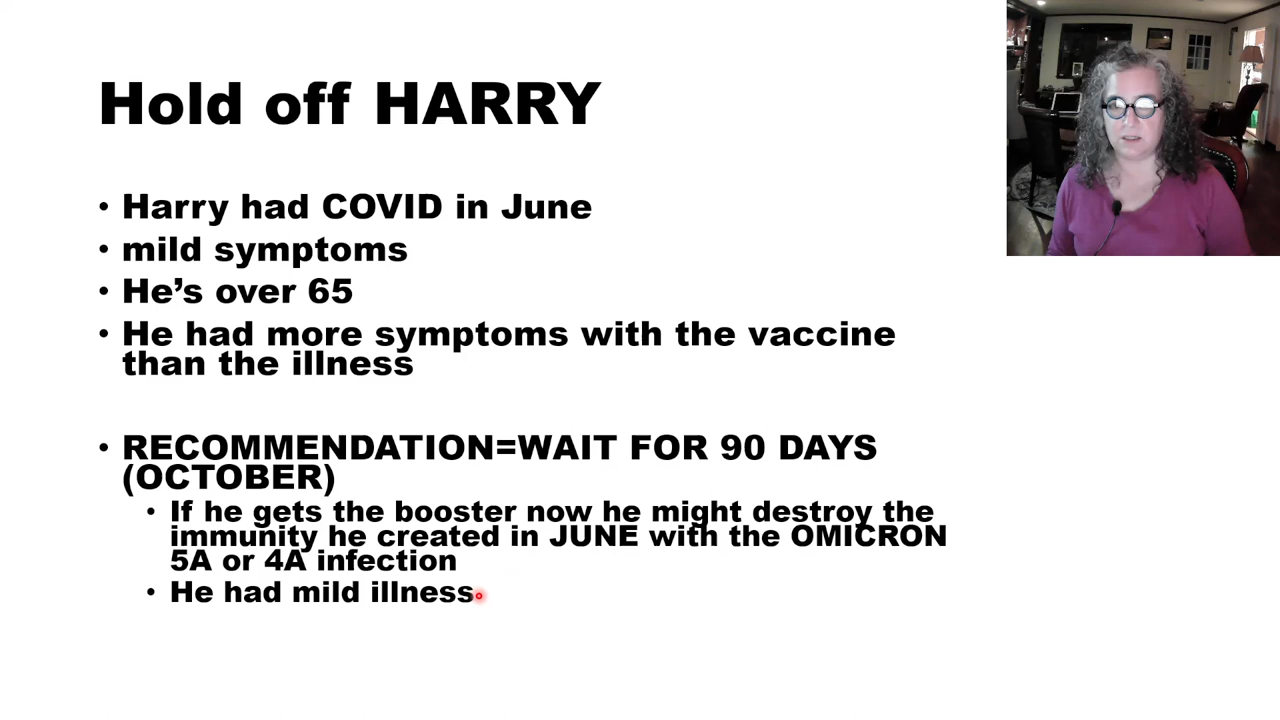 Hold off HARRY
• Harry had COVID in June
• mild symptoms
• He’s over 65
• He had more symptoms with the vaccine
than the illness
• RECOMMENDATION=WAIT FOR 90 DAYS
(OCTOBER)
• If he gets the booster now he might destroy the
immunity he created in JUNE with the OMICRON
5A or 4A infection
• He had mild illness